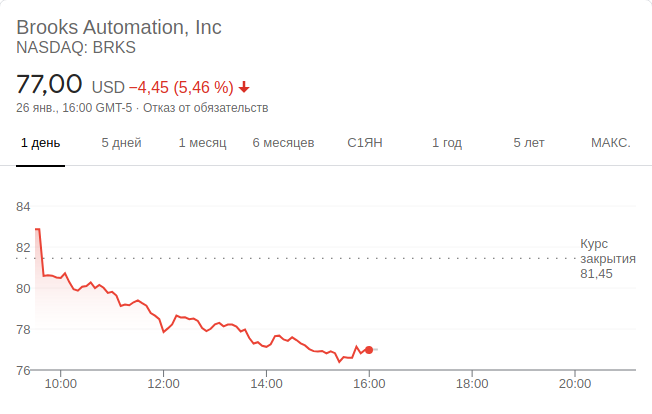 Brooks Automation, Inc
NASDAQ: BRKS
77,00 USD −4,45 (5,46 %)
26 янв., 16:00 GMT-5 · Отказ от обязательств
1 день 5 дней 1 месяц 6 месяцев С1ЯН 1 год 5 лет МАКС.
84
82
80
78
76
Курс
закрытия
81,45
10:00 12:00 14:00 16:00 18:00 20:00